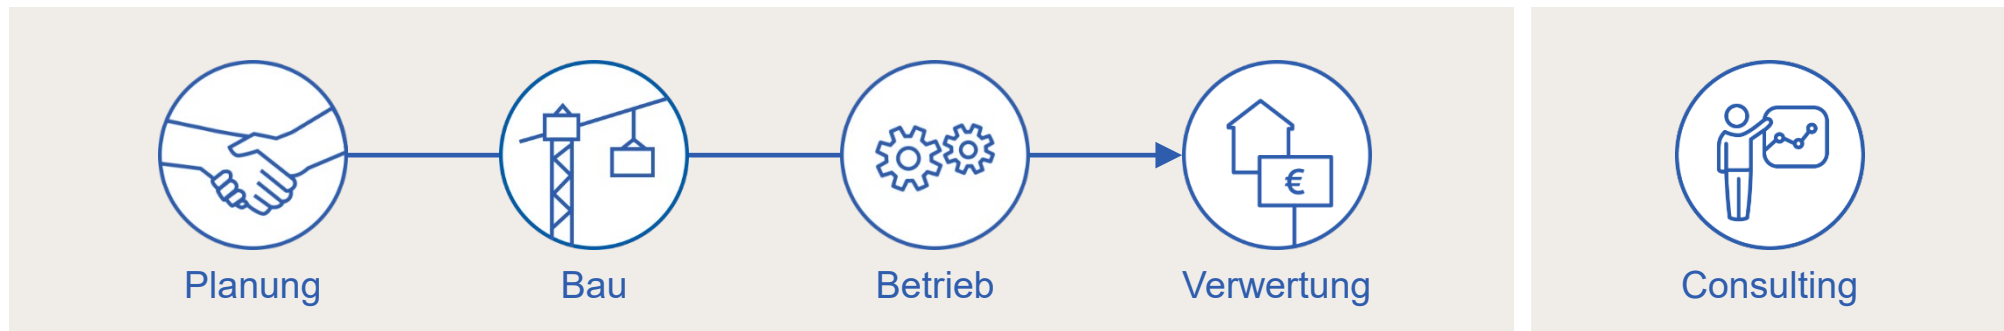 €
Planung
Bau
Betrieb
Verwertung
Consulting